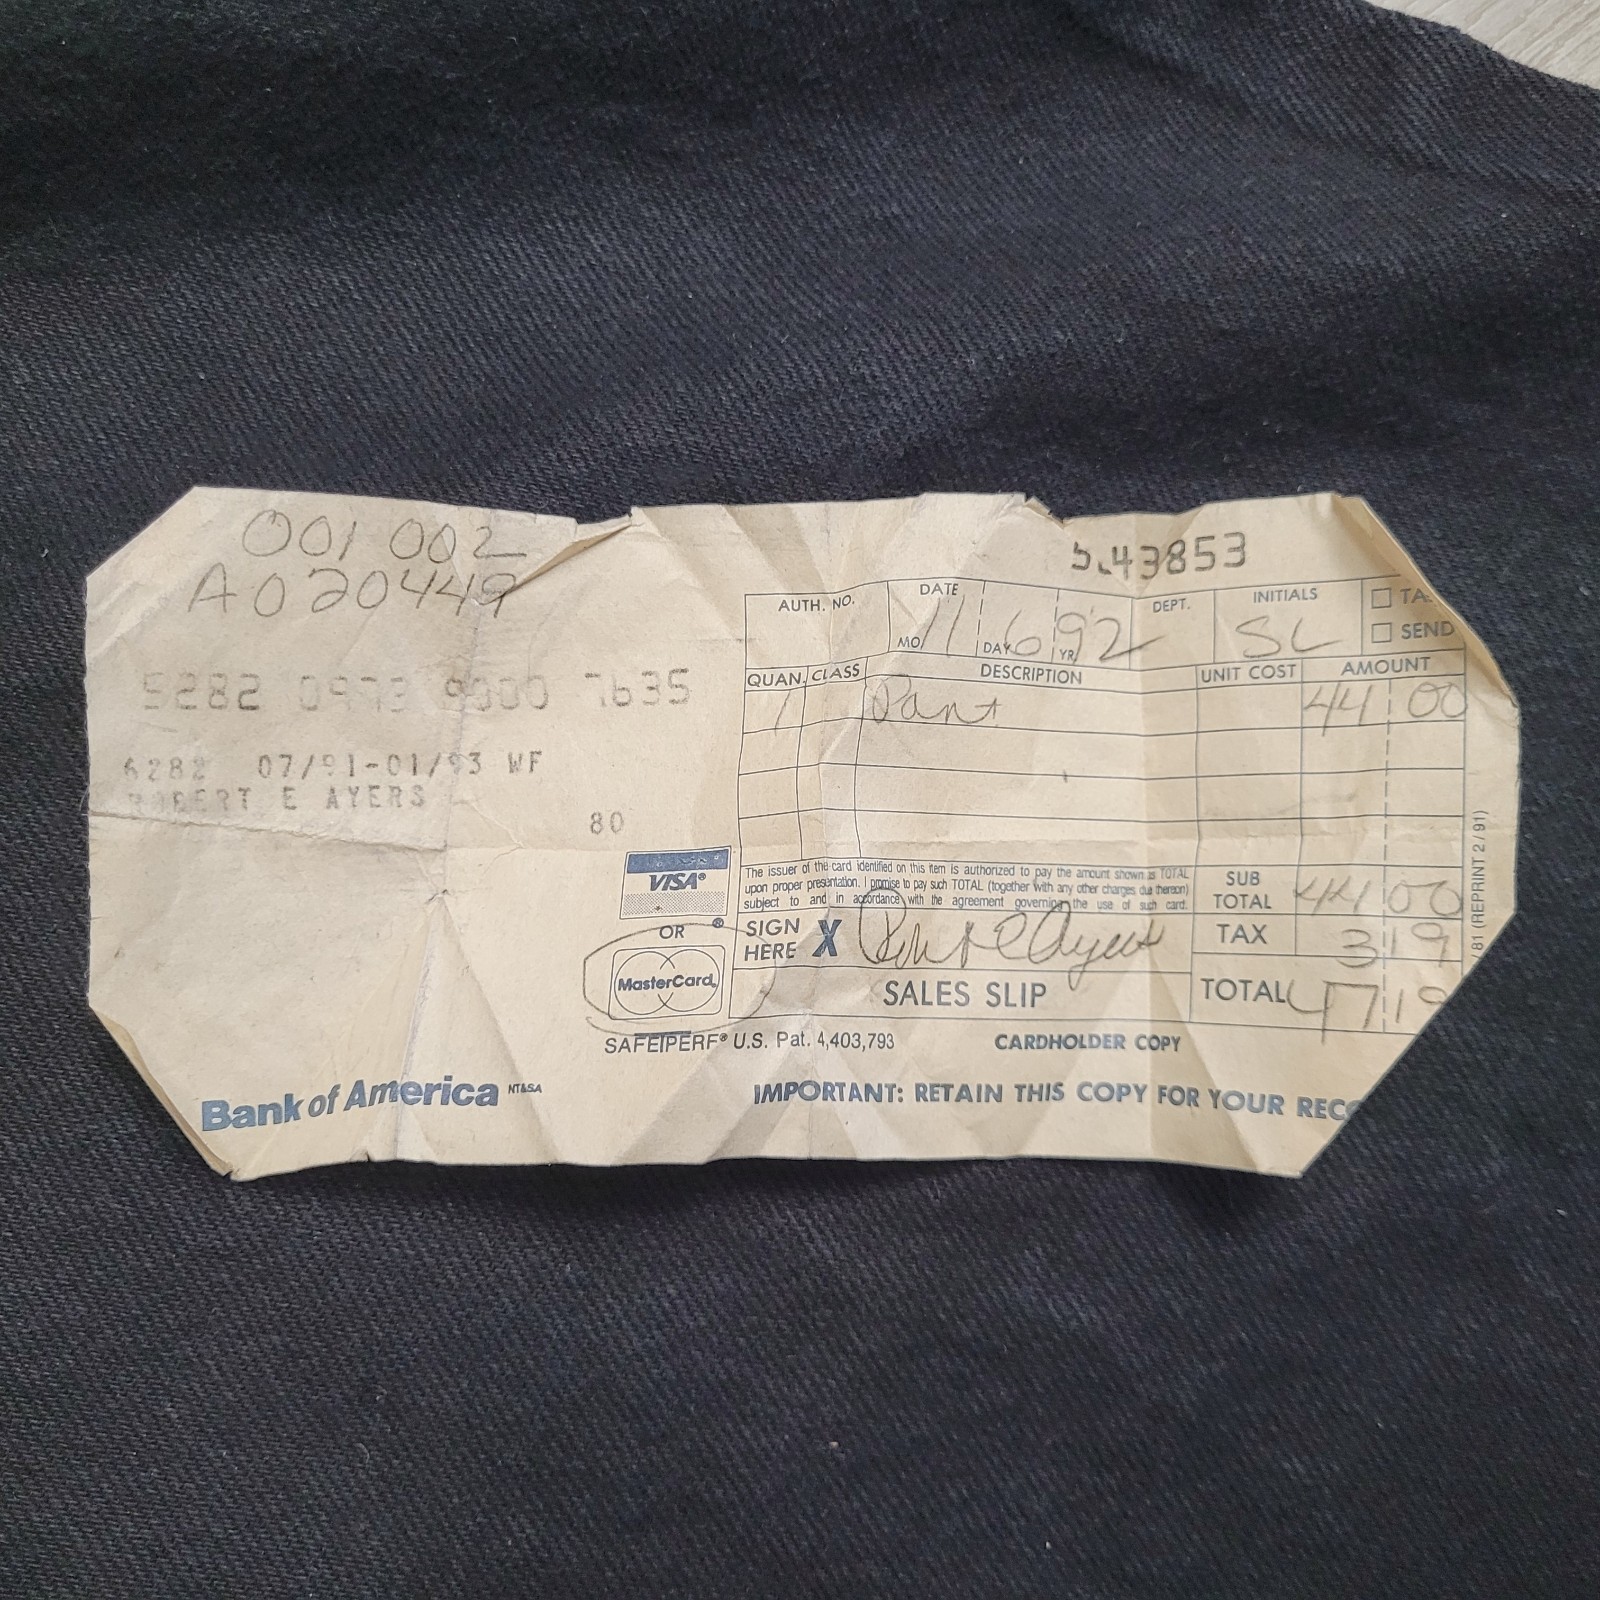 001 002
A020449
43853
AUTH. NO.
DATE
DEPT.
INITIALS
MO. 11 DAY 6 YR. 92
SL
SEND
QUAN. CLASS DESCRIPTION UNIT COST AMOUNT
1 Pant 44 00
5282 7635
6282 07/91-01/93 WF
ROBERT E AYERS
80
VISA®
OR
MasterCard®
The issuer of the card identified on this item is authorized to pay the amount shown as TOTAL
upon proper presentation. I promise to pay such TOTAL (together with any other charges due thereon)
subject to and in accordance with the agreement governing the use of such card.
SUB TOTAL 44 00
SIGN HERE X Robert E Ayers
TAX 3 19
SALES SLIP
TOTAL 47 19
81 (REPRINT 2/91)
SAFETPERF® U.S. Pat. 4,403,793
CARDHOLDER COPY
Bank of America NT&SA
IMPORTANT: RETAIN THIS COPY FOR YOUR